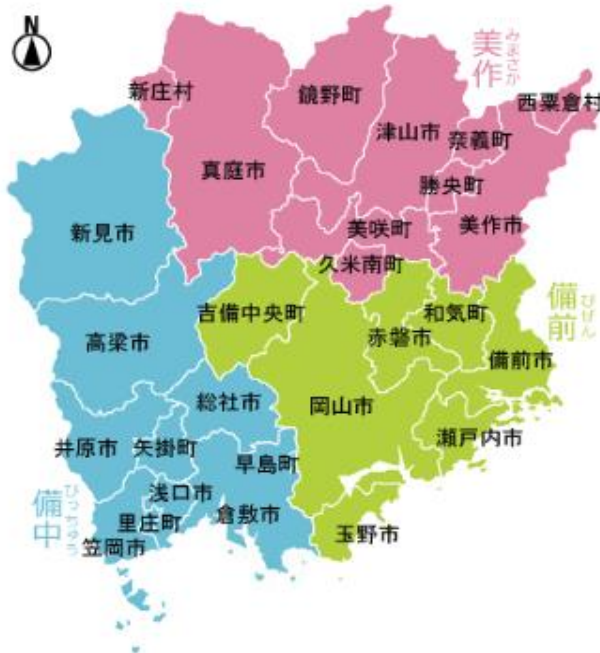 N
美作
みまさか
新庄村
鏡野町
西粟倉村
津山市
奈義町
真庭市
勝央町
美咲町
美作市
新見市
久米南町
吉備中央町
和気町
備前
びぜん
赤磐市
高梁市
備前市
総社市
岡山市
瀬戸内市
井原市
矢掛町
早島町
浅口市
備中
びっちゅう
倉敷市
里庄町
玉野市
笠岡市